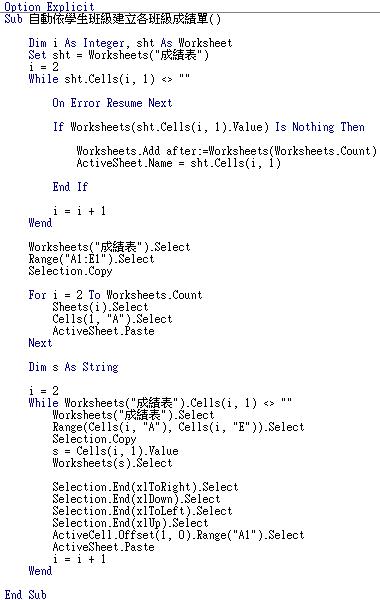 Option Explicit
Sub 自動依學生班級建立各班級成績單()
Dim i As Integer, sht As Worksheet
Set sht = Worksheets("成績表")
i = 2
While sht.Cells(i, 1) <> ""
On Error Resume Next
If Worksheets(sht.Cells(i, 1).Value) Is Nothing Then
Worksheets.Add after:=Worksheets(Worksheets.Count)
ActiveSheet.Name = sht.Cells(i, 1)
End If
i = i + 1
Wend
Worksheets("成績表").Select
Range("A1:E1").Select
Selection.Copy
For i = 2 To Worksheets.Count
Sheets(i).Select
Cells(1, "A").Select
ActiveSheet.Paste
Next
Dim s As String
i = 2
While Worksheets("成績表").Cells(i, 1) <> ""
Worksheets("成績表").Select
Range(Cells(i, "A"), Cells(i, "E")).Select
Selection.Copy
s = Cells(i, 1).Value
Worksheets(s).Select
Selection.End(xlToRight).Select
Selection.End(xlDown).Select
Selection.End(xlToLeft).Select
Selection.End(xlUp).Select
ActiveCell.Offset(1, 0).Range("A1").Select
ActiveSheet.Paste
i = i + 1
Wend
End Sub